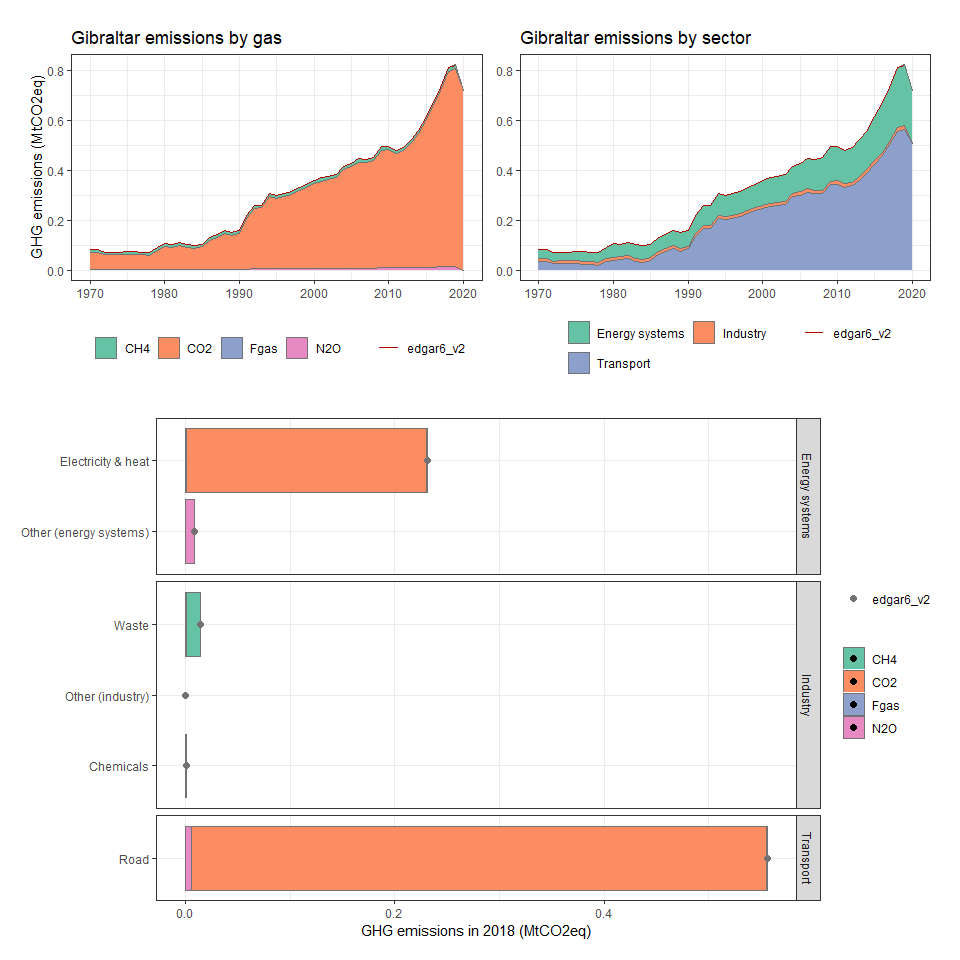 Gibraltar emissions by gas
GHG emissions (MtCO2eq)
0.8
0.6
0.4
0.2
0.0
1970 1980 1990 2000 2010 2020
CH4 CO2 Fgas N2O edgar6_v2
Gibraltar emissions by sector
0.8
0.6
0.4
0.2
0.0
1970 1980 1990 2000 2010 2020
Energy systems Industry edgar6_v2
Transport
Electricity & heat
Other (energy systems)
Energy systems
Waste
Other (industry)
Chemicals
Industry
Road
Transport
0.0 0.2 0.4
GHG emissions in 2018 (MtCO2eq)
edgar6_v2
CH4
CO2
Fgas
N2O